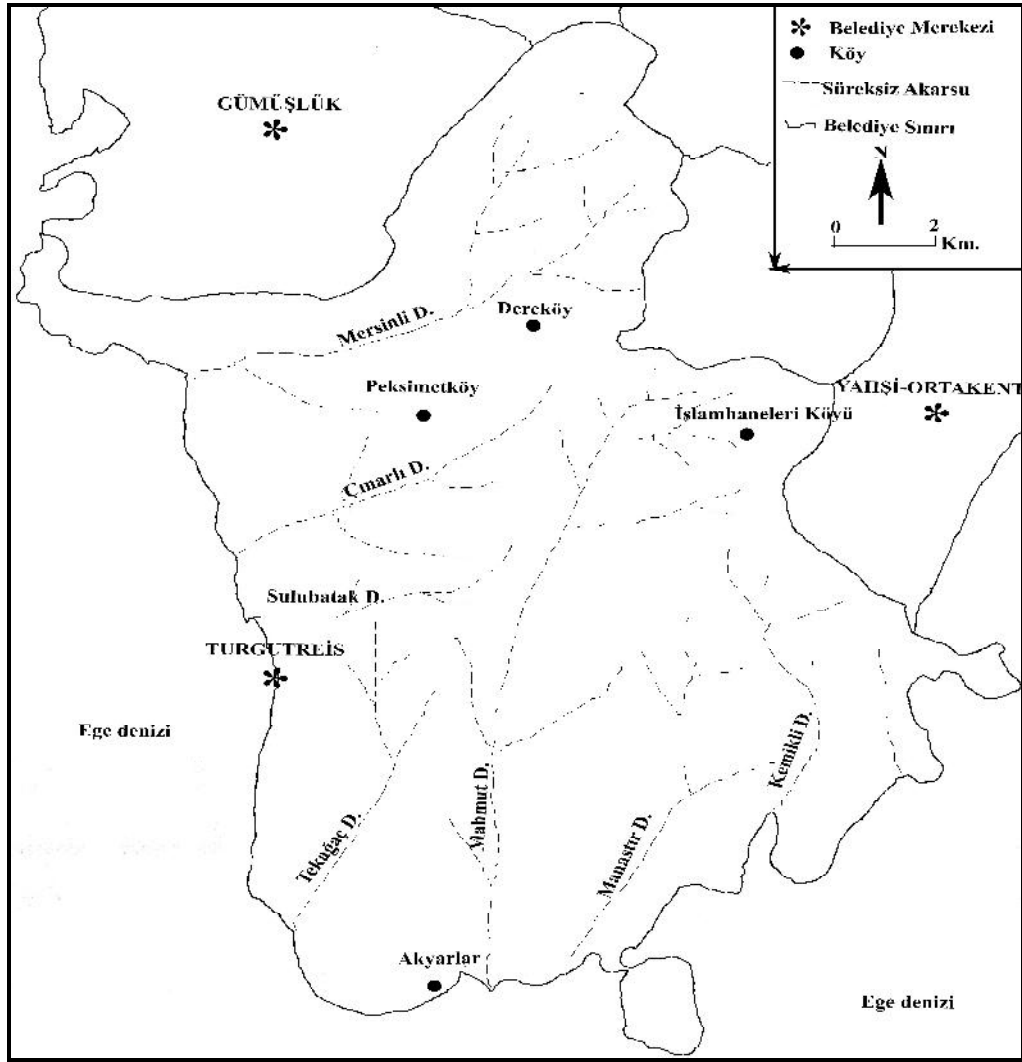 Belediye Merekezi
Köy
Süreksiz Akarsu
Belediye Sınırı
N
0 2
Km.
GÜMÜŞLÜK
Mersinli D.
Dereköy
Peksimetköy
YAHŞİ-ORTAKENT
İslamhaneleri Köyü
Çınarlı D.
Sulubatak D.
TURGUTREİS
Ege denizi
Kemikli D.
Mahmut D.
Tekağaç D.
Manastır D.
Akyarlar
Ege denizi